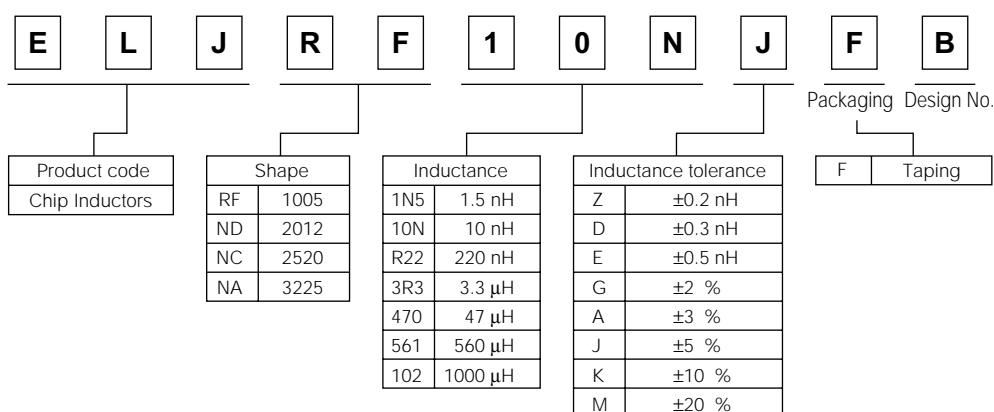 E L J R F 1 0 N J F B
Packaging Design No.
Product code
Chip Inductors
Shape
RF 1005
ND 2012
NC 2520
NA 3225
Inductance
1N5 1.5 nH
10N 10 nH
R22 220 nH
3R3 3.3 μH
470 47 μH
561 560 μH
102 1000 μH
Inductance tolerance
Z ±0.2 nH
D ±0.3 nH
E ±0.5 nH
G ±2 %
A ±3 %
J ±5 %
K ±10 %
M ±20 %
F Taping